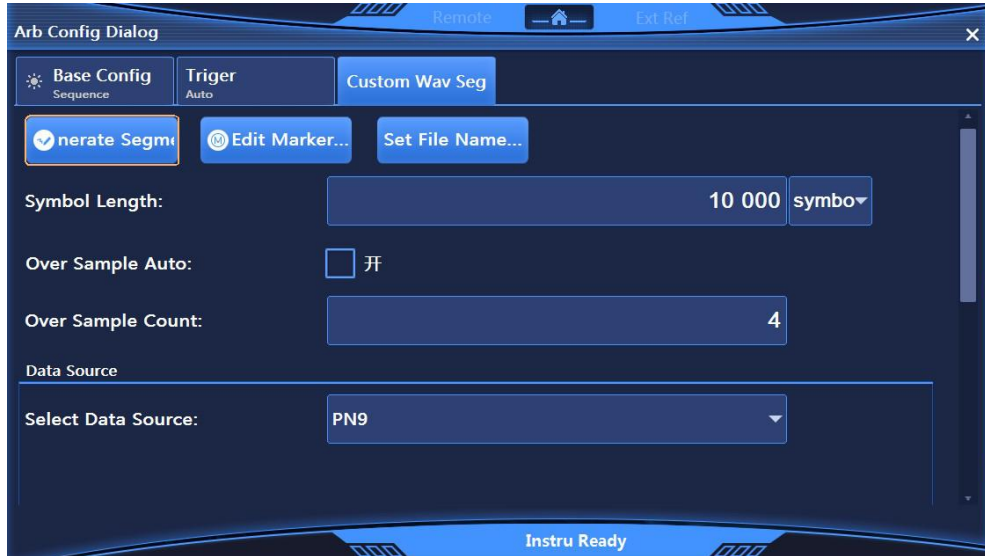 Remote Ext Ref
Arb Config Dialog
Base Config
Sequence
Triger
Auto
Custom Wav Seg
nerate Segme
M Edit Marker...
Set File Name...
Symbol Length:
10 000 symbo
Over Sample Auto:
开
Over Sample Count:
4
Data Source
Select Data Source:
PN9
Instru Ready